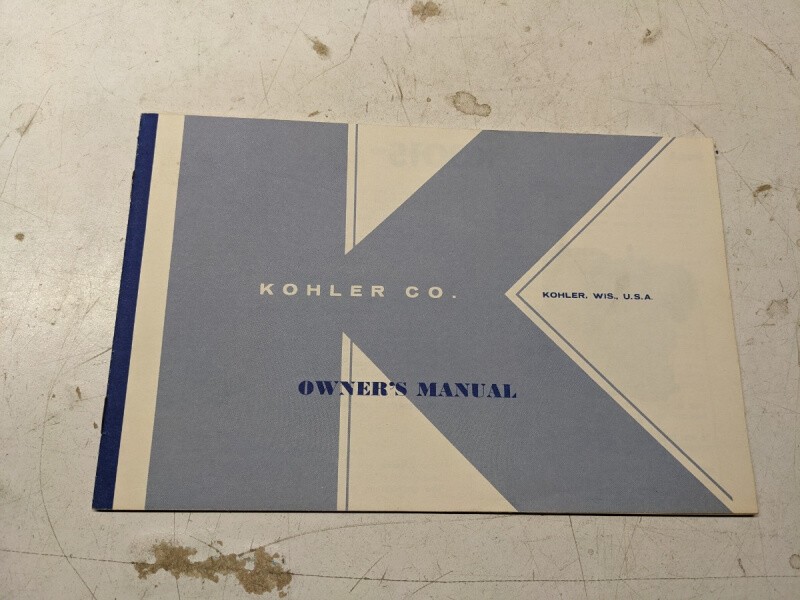 KOHLER CO.
KOHLER, WIS., U.S.A.
OWNER'S MANUAL